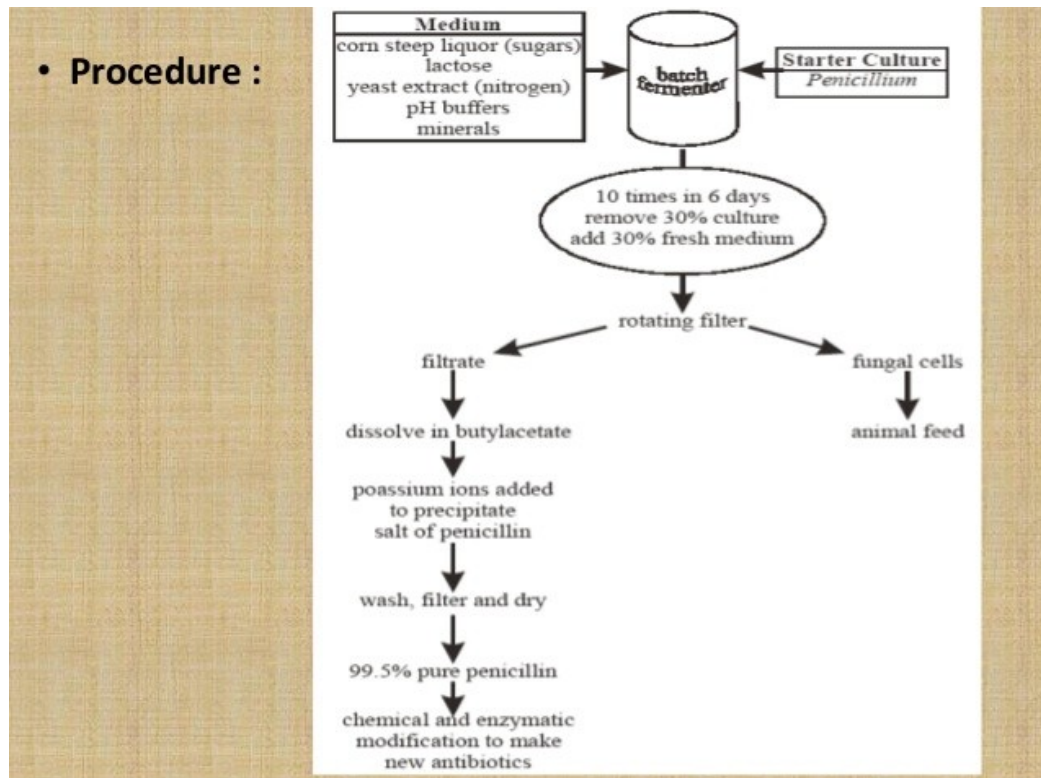 • Procedure :
Medium
corn steep liquor (sugars)
lactose
yeast extract (nitrogen)
pH buffers
minerals
batch
fermenter
Starter Culture
Penicillium
10 times in 6 days
remove 30% culture
add 30% fresh medium
rotating filter
filtrate
fungal cells
dissolve in butylacetate
animal feed
poassium ions added
to precipitate
salt of penicillin
wash, filter and dry
99.5% pure penicillin
chemical and enzymatic
modification to make
new antibiotics